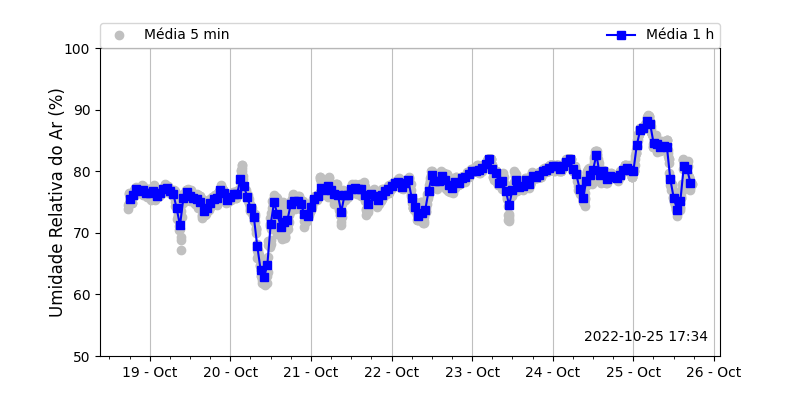 Média 5 min
Média 1 h
Umidade Relativa do Ar (%)
100
90
80
70
60
50
2022-10-25 17:34
19 - Oct
20 - Oct
21 - Oct
22 - Oct
23 - Oct
24 - Oct
25 - Oct
26 - Oct